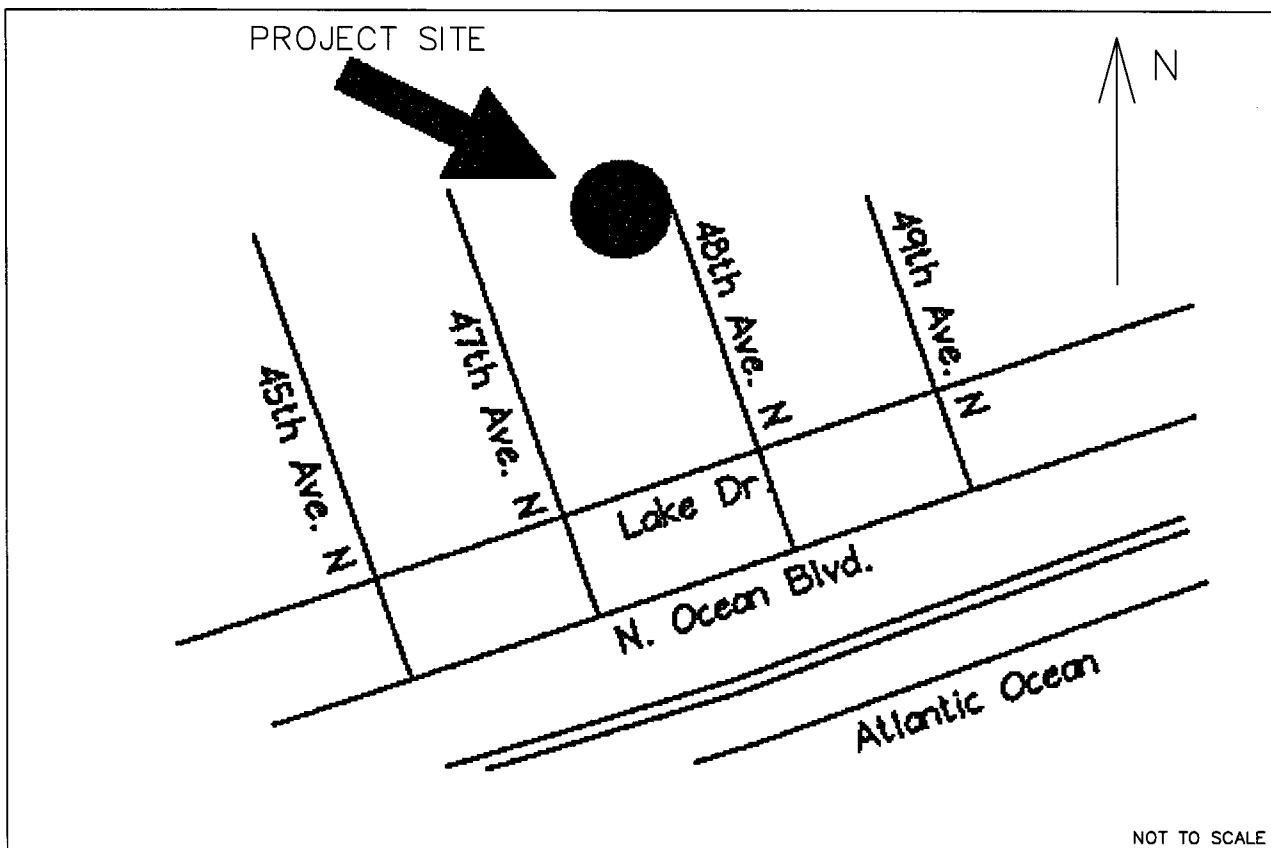 PROJECT SITE
N
45th Ave. N
47th Ave. N
48th Ave. N
49th Ave. N
Lake Dr.
N. Ocean Blvd.
Atlantic Ocean
NOT TO SCALE